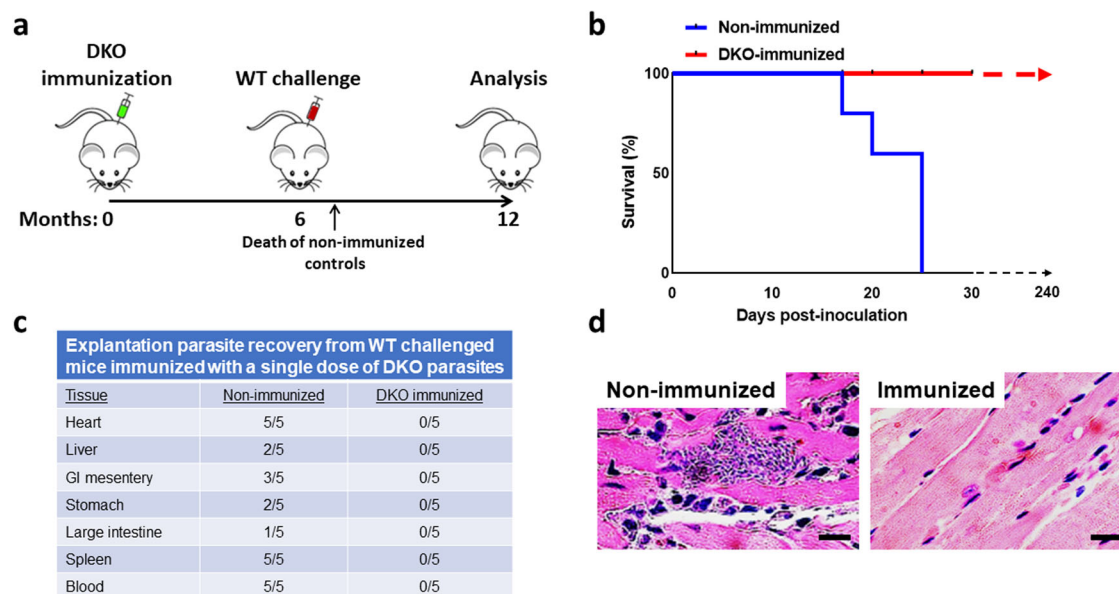 a
DKO
immunization
WT challenge
Analysis
Months: 0
6
12
Death of non-immunized
controls
b
Non-immunized
DKO-immunized
Survival (%)
100
50
0
0
10
20
30
240
Days post-inoculation
c
Explantation parasite recovery from WT challenged
mice immunized with a single dose of DKO parasites
Tissue Non-immunized DKO immunized
Heart 5/5 0/5
Liver 2/5 0/5
GI mesentery 3/5 0/5
Stomach 2/5 0/5
Large intestine 1/5 0/5
Spleen 5/5 0/5
Blood 5/5 0/5
d
Non-immunized
Immunized